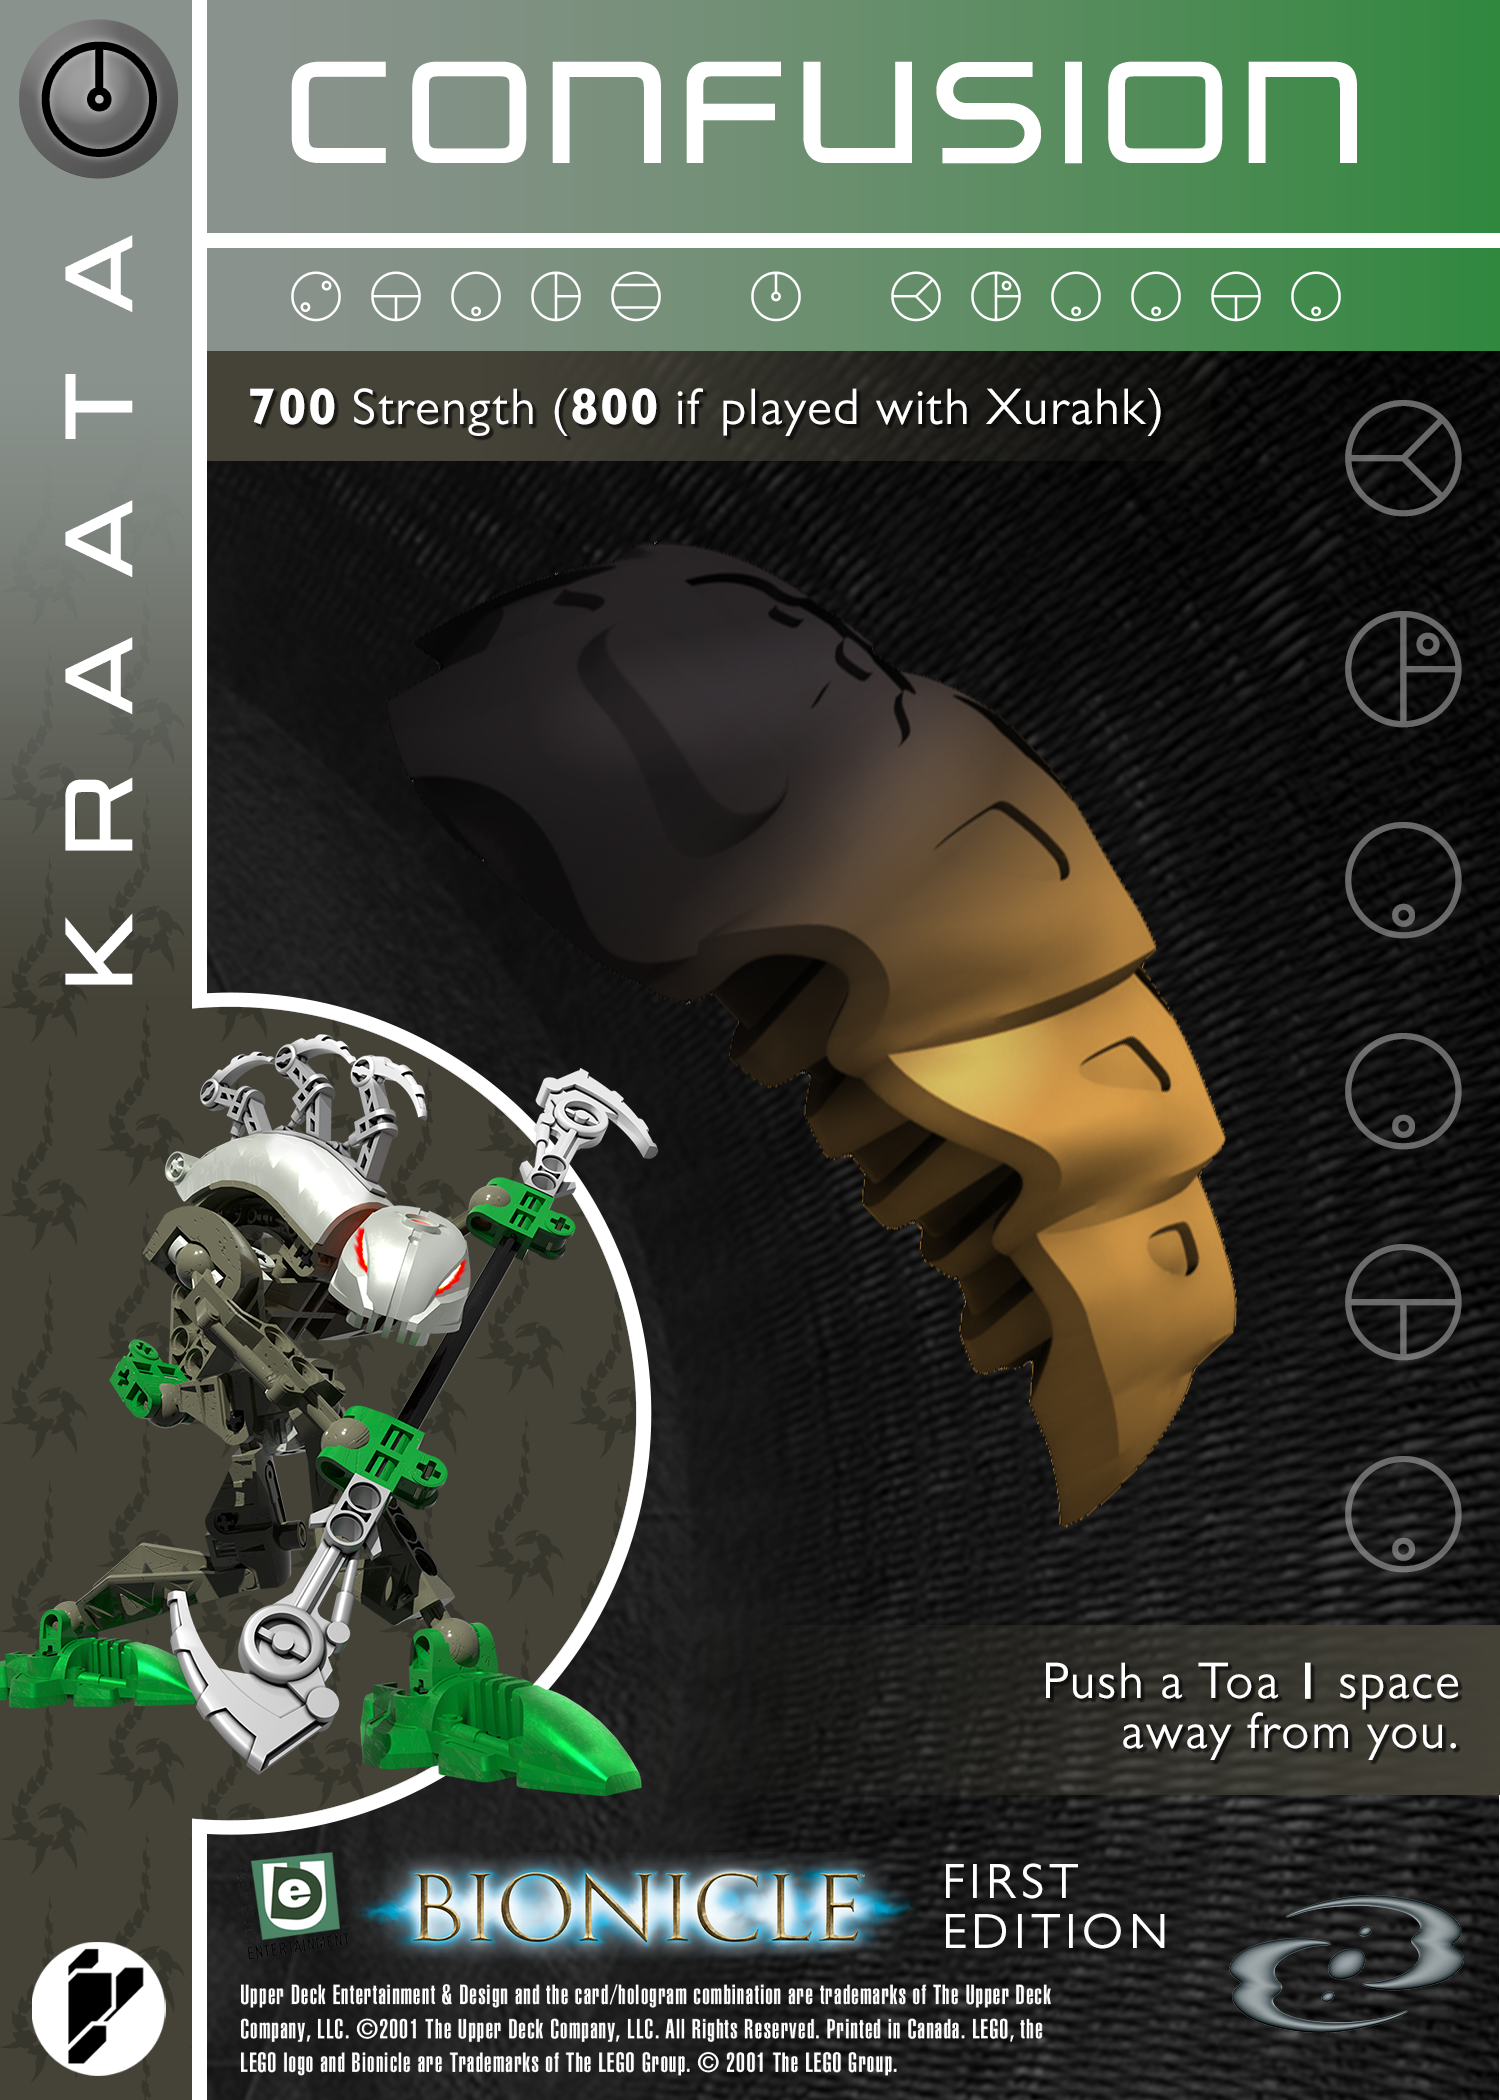 CONFUSION
KRAATA
700 Strength (800 if played with Xurahk)
Push a Toa 1 space
away from you.
e
ENTERTAINMENT
BIONICLE
FIRST
EDITION
Upper Deck Entertainment & Design and the card/hologram combination are trademarks of The Upper Deck
Company, LLC. ©2001 The Upper Deck Company, LLC. All Rights Reserved. Printed in Canada. LEGO, the
LEGO logo and Bionicle are Trademarks of The LEGO Group. © 2001 The LEGO Group.